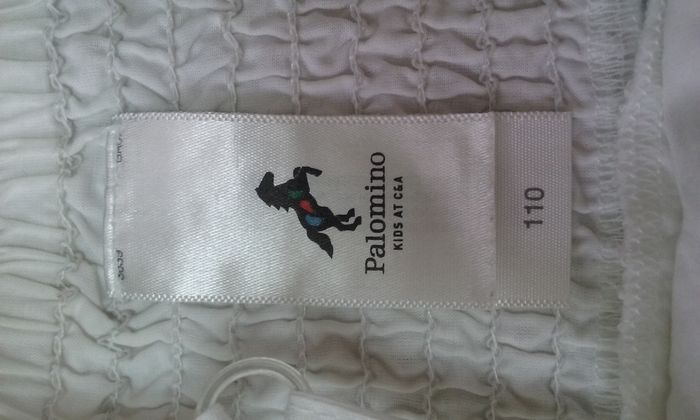 Palomino
KIDS AT C&A
110